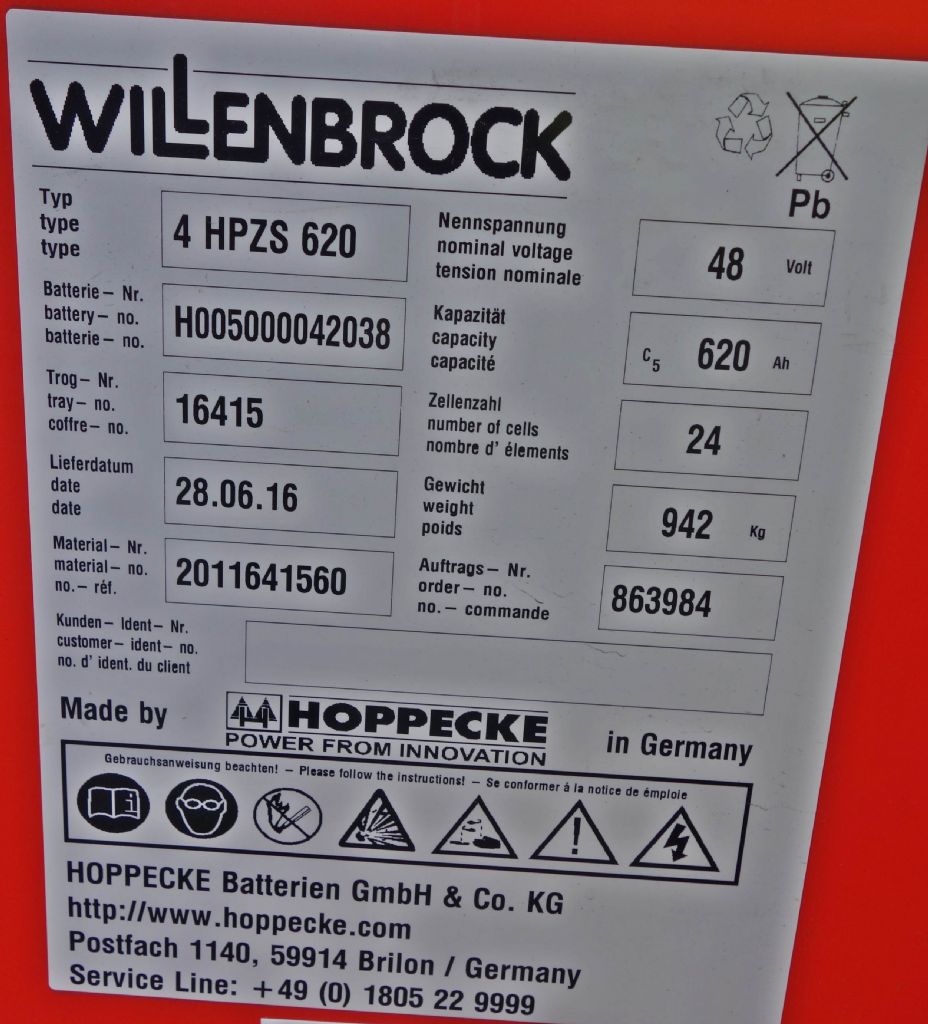 WILLENBROCK
Pb
Typ
type
type
4 HPZS 620
Nennspannung
nominal voltage
tension nominale
48 Volt
Batterie– Nr.
battery– no.
batterie– no.
H005000042038
Kapazität
capacity
capacité
C5 620 Ah
Trog– Nr.
tray– no.
coffre– no.
16415
Zellenzahl
number of cells
nombre d' élements
24
Lieferdatum
date
date
28.06.16
Gewicht
weight
poids
942 Kg
Material– Nr.
material– no.
no.– réf.
2011641560
Auftrags– Nr.
order– no.
no.– commande
863984
Kunden– Ident– Nr.
customer– ident– no.
no. d' ident. du client
Made by HOPPECKE in Germany
POWER FROM INNOVATION
Gebrauchsanweisung beachten! – Please follow the instructions! – Se conformer á la notice de émploie
HOPPECKE Batterien GmbH & Co. KG
http://www.hoppecke.com
Postfach 1140, 59914 Brilon / Germany
Service Line: +49 (0) 1805 22 9999